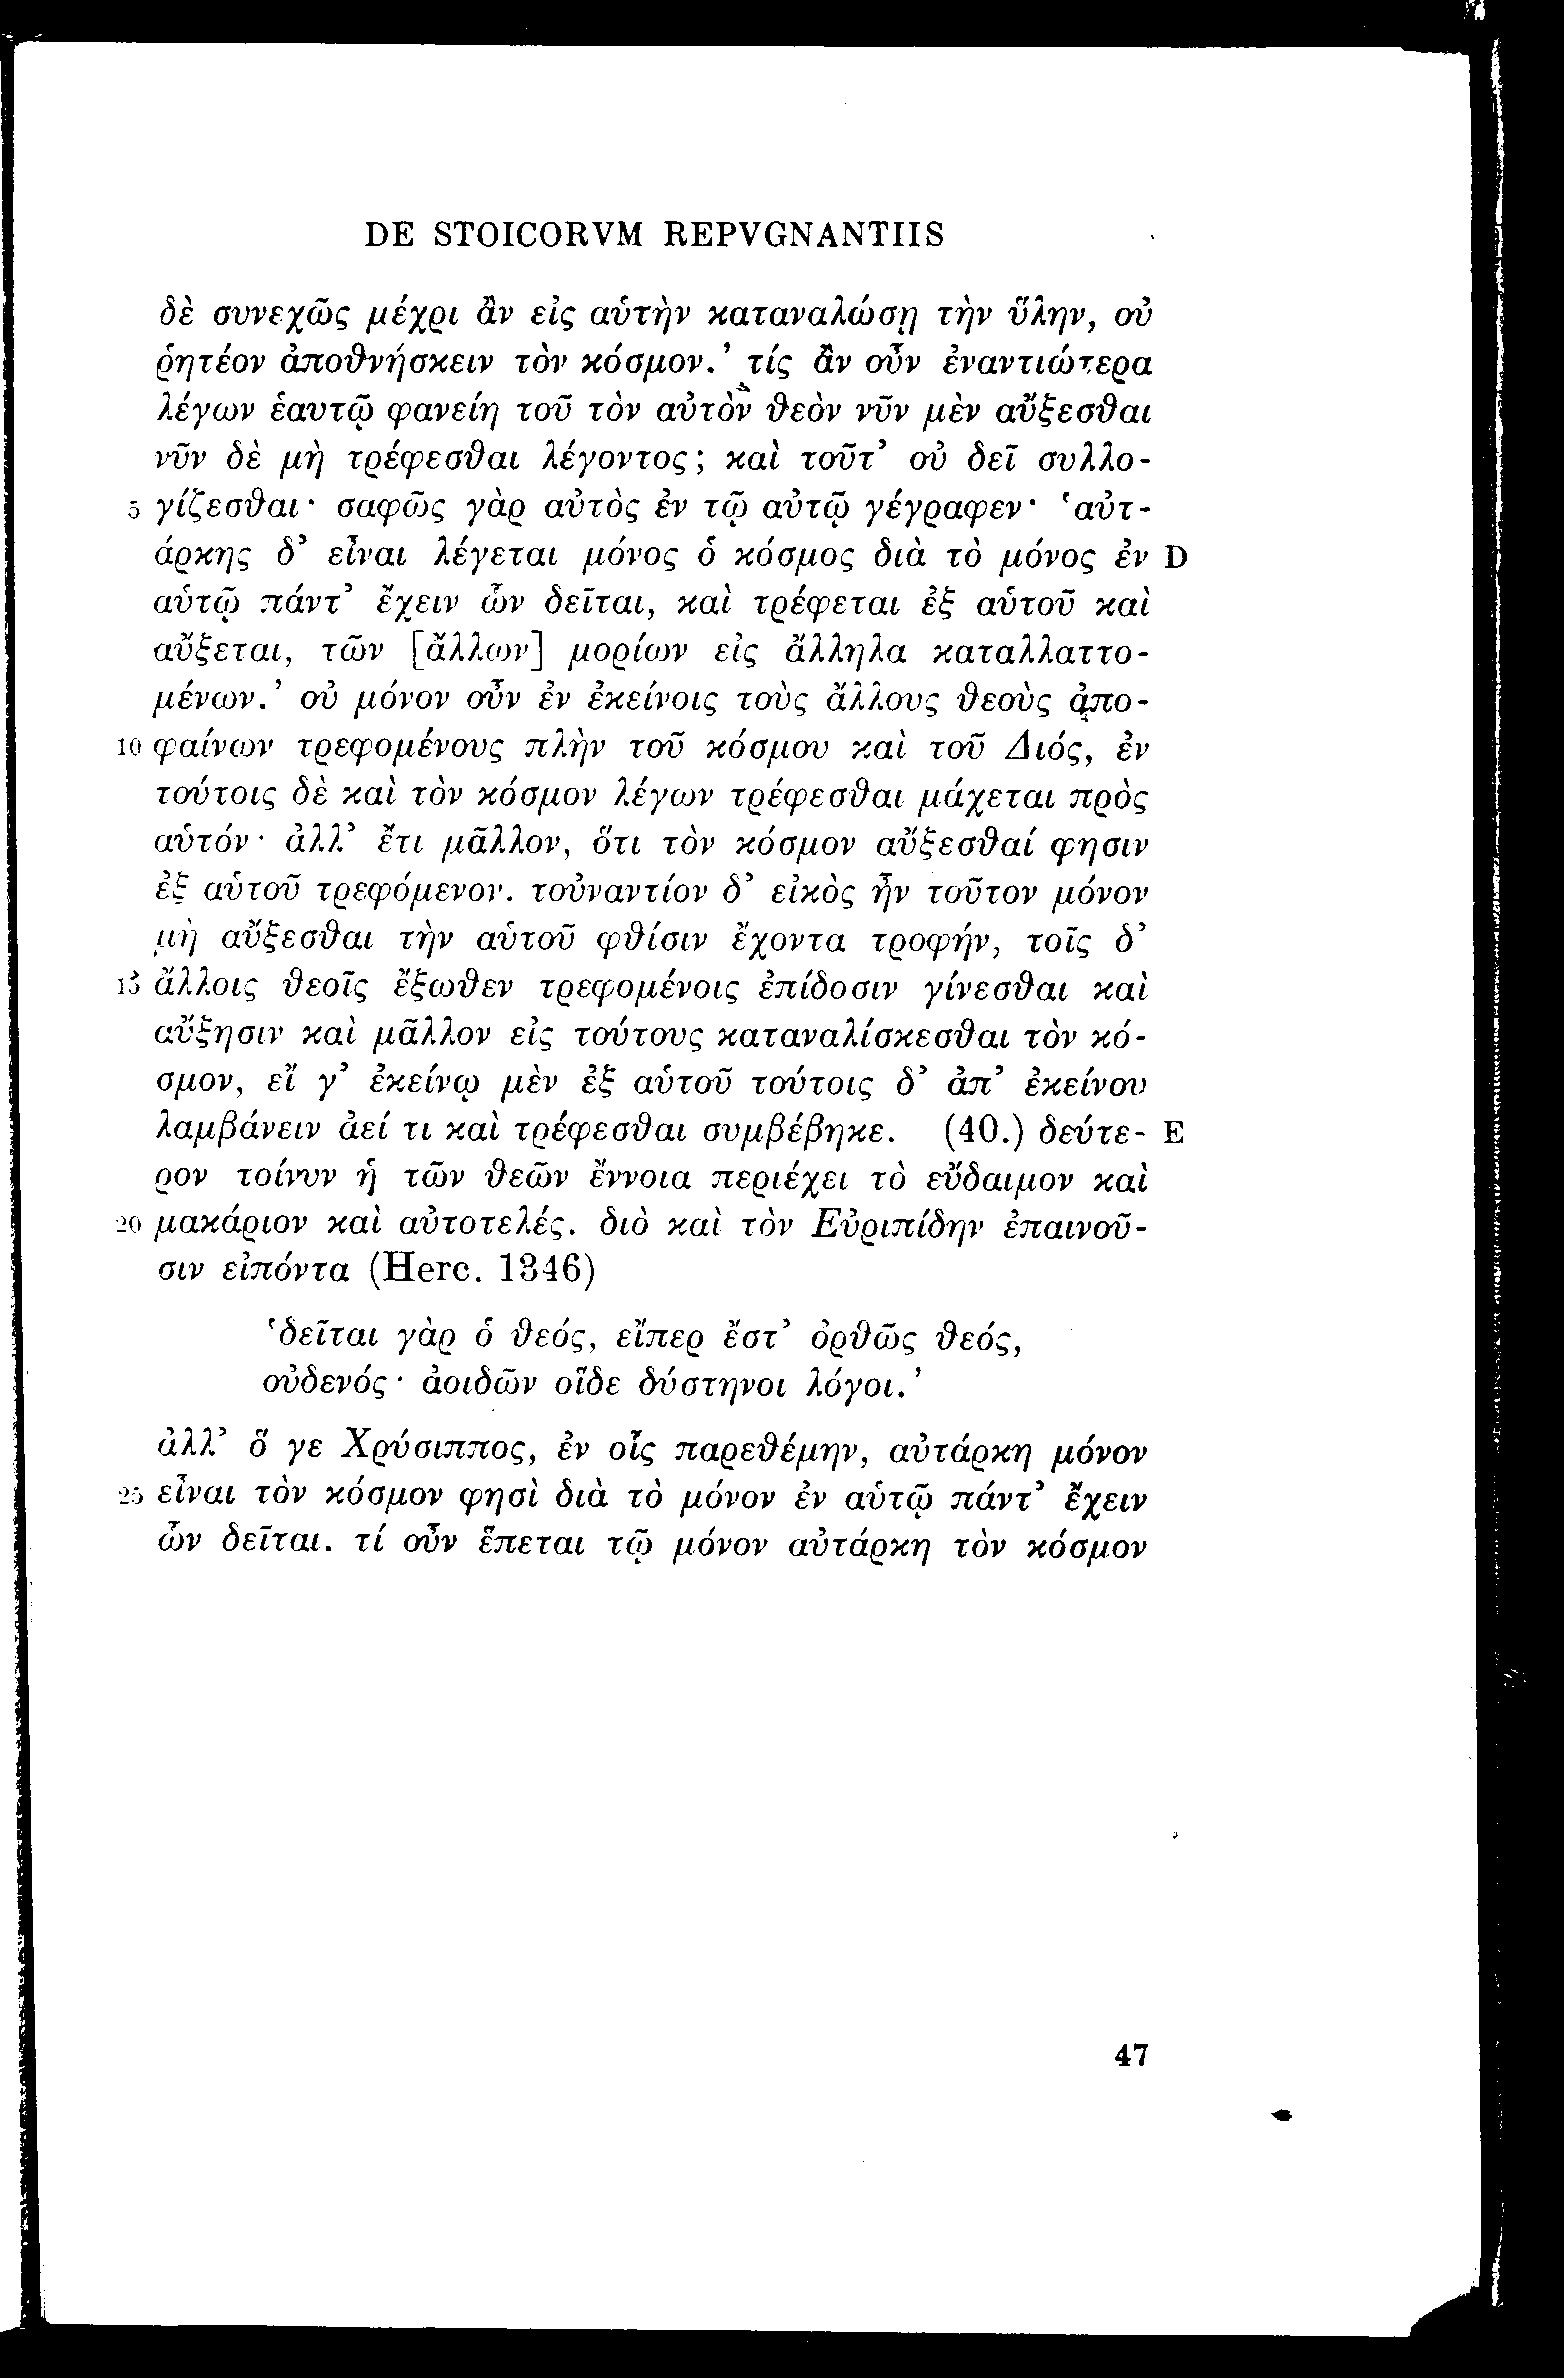 DE STOICORVM REPVGNANTIIS
δὲ συνεχῶς μέχρι ἂν εἰς αὑτὴν καταναλώσῃ τὴν ὕλην, οὐ
ῥητέον ἀποθνήσκειν τὸν κόσμον.’ τίς ἂν οὖν ἐναντιώτερα
λέγων ἑαυτῷ φανείη τοῦ τὸν αὐτὸν θεὸν νῦν μὲν αὔξεσθαι
νῦν δὲ μὴ τρέφεσθαι λέγοντος; καὶ τοῦτ’ οὐ δεῖ συλλο-
5 γίζεσθαι· σαφῶς γὰρ αὐτὸς ἐν τῷ αὐτῷ γέγραφεν· ‘αὐτ-
άρκης δ’ εἶναι λέγεται μόνος ὁ κόσμος διὰ τὸ μόνος ἐν D
αὑτῷ πάντ’ ἔχειν ὧν δεῖται, καὶ τρέφεται ἐξ αὑτοῦ καὶ
αὔξεται, τῶν [ἄλλων] μορίων εἰς ἄλληλα καταλλαττο-
μένων.’ οὐ μόνον οὖν ἐν ἐκείνοις τοὺς ἄλλους θεοὺς ἀπο-
10 φαίνων τρεφομένους πλὴν τοῦ κόσμου καὶ τοῦ Διός, ἐν
τούτοις δὲ καὶ τὸν κόσμον λέγων τρέφεσθαι μάχεται πρὸς
αὑτόν· ἀλλ’ ἔτι μᾶλλον, ὅτι τὸν κόσμον αὔξεσθαί φησιν
ἐξ αὑτοῦ τρεφόμενον. τοὐναντίον δ’ εἰκὸς ἦν τοῦτον μόνον
μὴ αὔξεσθαι τὴν αὑτοῦ φθίσιν ἔχοντα τροφήν, τοῖς δ’
15 ἄλλοις θεοῖς ἔξωθεν τρεφομένοις ἐπίδοσιν γίνεσθαι καὶ
αὔξησιν καὶ μᾶλλον εἰς τούτους καταναλίσκεσθαι τὸν κό-
σμον, εἴ γ’ ἐκείνῳ μὲν ἐξ αὑτοῦ τούτοις δ’ ἀπ’ ἐκείνου
λαμβάνειν ἀεί τι καὶ τρέφεσθαι συμβέβηκε. (40.) δεύτε- E
ρον τοίνυν ἡ τῶν θεῶν ἔννοια περιέχει τὸ εὔδαιμον καὶ
20 μακάριον καὶ αὐτοτελές. διὸ καὶ τὸν Εὐριπίδην ἐπαινοῦ-
σιν εἰπόντα (Herc. 1346)
‘δεῖται γὰρ ὁ θεός, εἴπερ ἔστ’ ὀρθῶς θεός,
οὐδενός· ἀοιδῶν οἵδε δύστηνοι λόγοι.’
ἀλλ’ ὅ γε Χρύσιππος, ἐν οἷς παρεθέμην, αὐτάρκη μόνον
25 εἶναι τὸν κόσμον φησὶ διὰ τὸ μόνον ἐν αὑτῷ πάντ’ ἔχειν
ὧν δεῖται. τί οὖν ἕπεται τῷ μόνον αὐτάρκη τὸν κόσμον
47